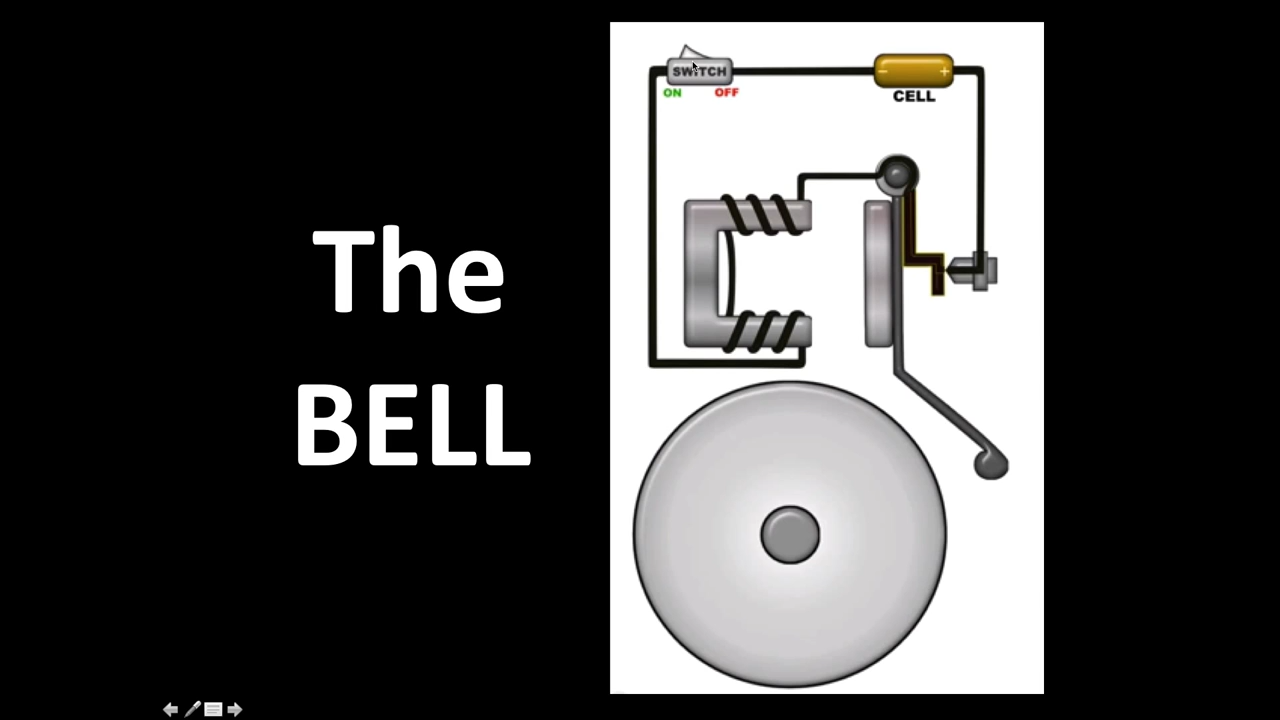 The
BELL
SWITCH
ON OFF
- +
CELL